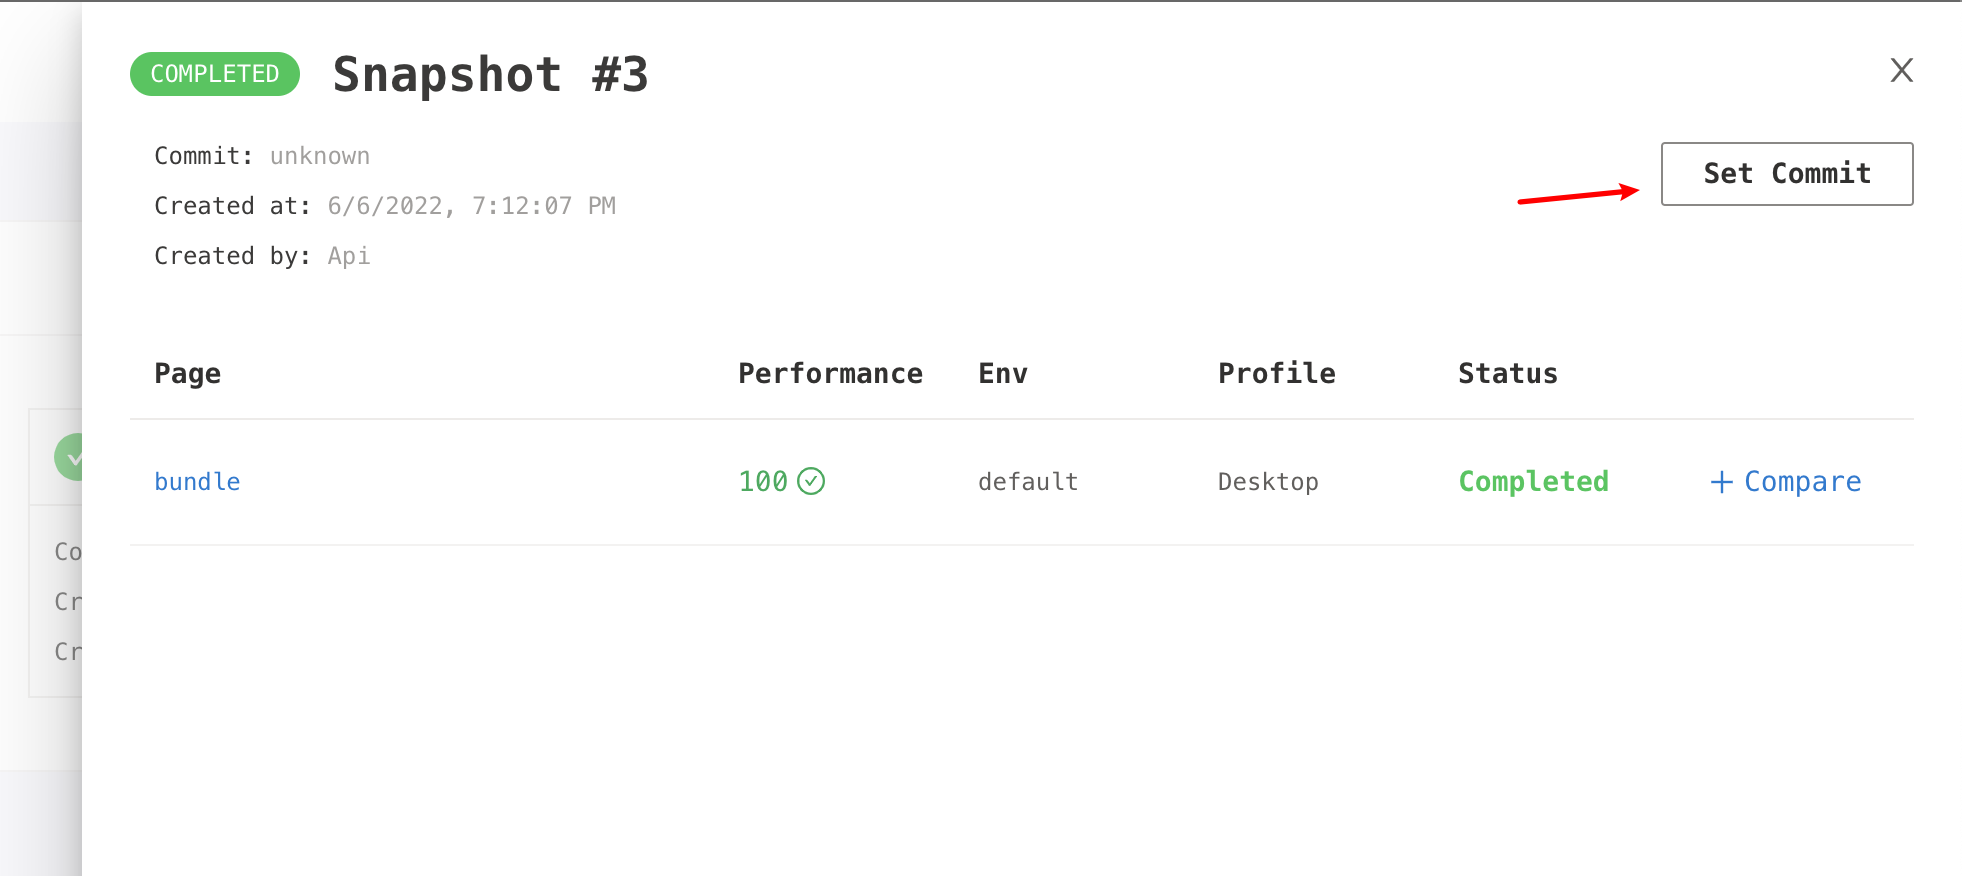 COMPLETED Snapshot #3
X
Commit: unknown
Set Commit
Created at: 6/6/2022, 7:12:07 PM
Created by: Api
Page Performance Env Profile Status
bundle 100 default Desktop Completed + Compare
Co
Cr
Cr